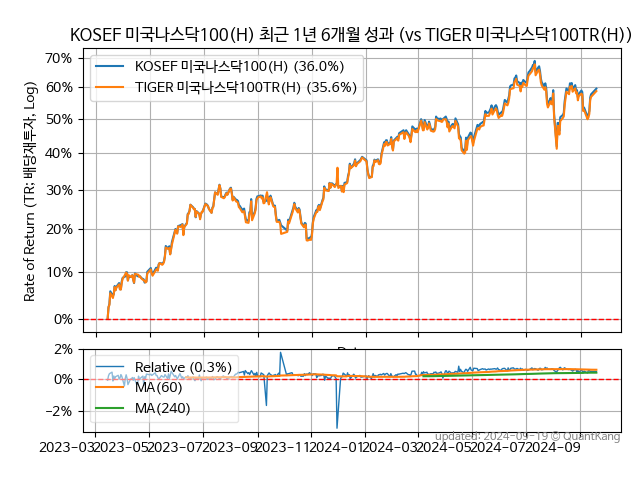 KOSEF 미국나스닥100(H) 최근 1년 6개월 성과 (vs TIGER 미국나스닥100TR(H))
Rate of Return (TR: 배당재투자, Log)
70%
60%
50%
40%
30%
20%
10%
0%
KOSEF 미국나스닥100(H) (36.0%)
TIGER 미국나스닥100TR(H) (35.6%)
2%
0%
−2%
Relative (0.3%)
MA(60)
MA(240)
updated: 2024-09-19 © QuantKang
2023-03 2023-05 2023-07 2023-09 2023-11 2024-01 2024-03 2024-05 2024-07 2024-09